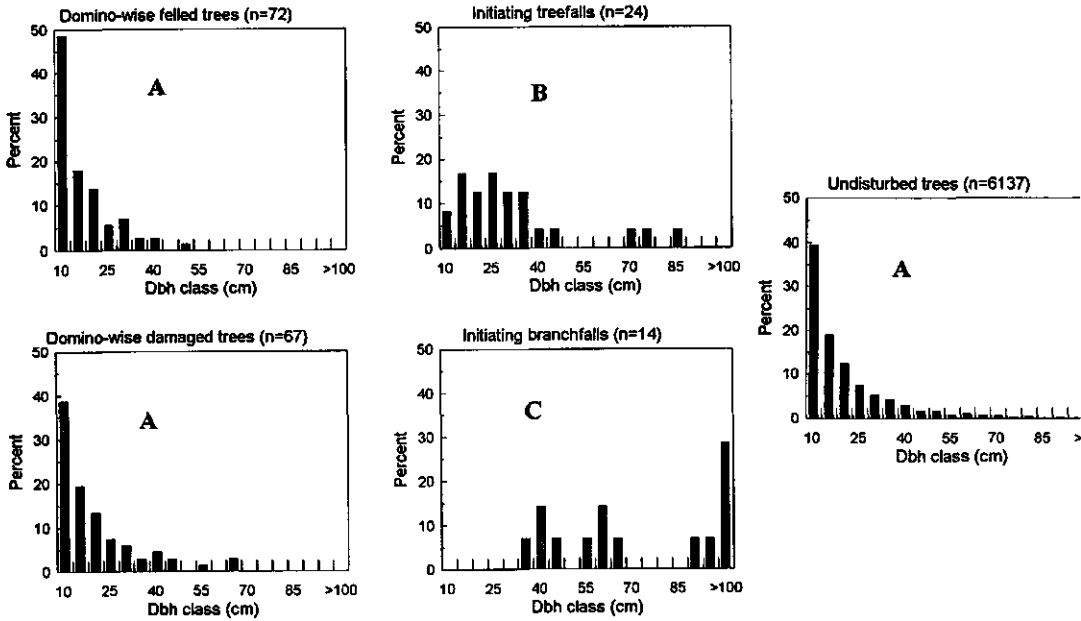 Domino-wise felled trees (n=72)
50
40
30
20
10
0
Percent
A
10 25 40 55 70 85 >100
Dbh class (cm)
Initiating treefalls (n=24)
50
40
30
20
10
0
Percent
B
10 25 40 55 70 85 >100
Dbh class (cm)
Undisturbed trees (n=6137)
50
40
30
20
10
0
Percent
A
10 25 40 55 70 85 >
Dbh class (cm)
Domino-wise damaged trees (n=67)
50
40
30
20
10
0
Percent
A
10 25 40 55 70 85 >100
Dbh class (cm)
Initiating branchfalls (n=14)
50
40
30
20
10
0
Percent
C
10 25 40 55 70 85 >100
Dbh class (cm)